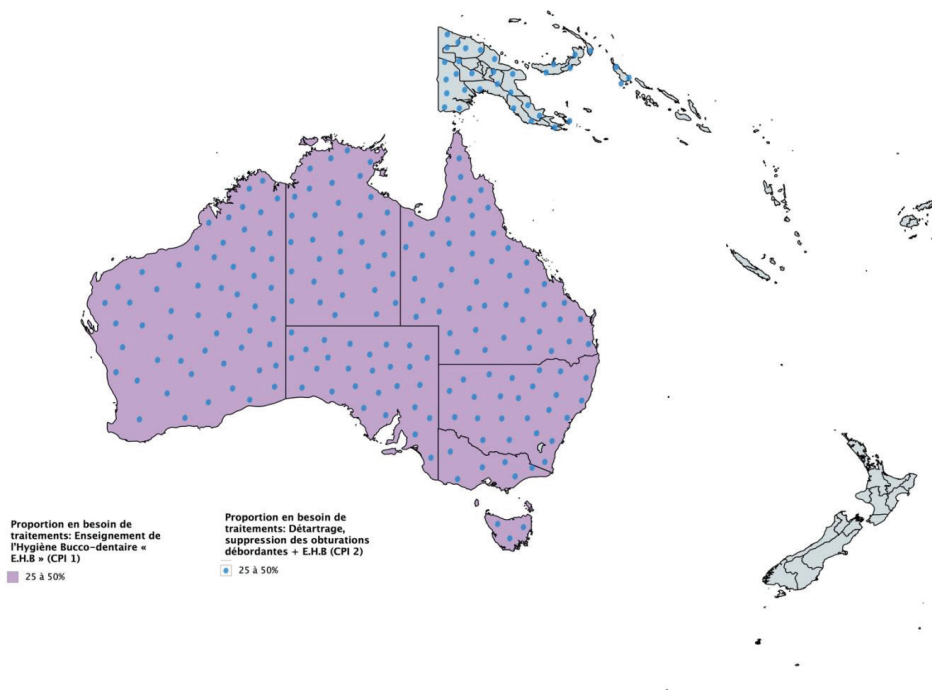 Proportion en besoin de
traitements: Enseignement de
l'Hygiène Bucco-dentaire «
E.H.B » (CPI 1)
25 à 50%
Proportion en besoin de
traitements: Détartrage,
suppression des obturations
débordantes + E.H.B (CPI 2)
25 à 50%